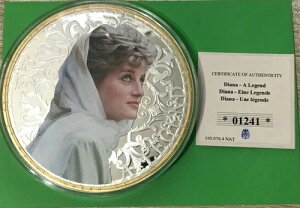 CERTIFICATE OF AUTHENTICITY
Diana - A Legend
Diana - Eine Legende
Diana - Une légende
* 01241 *